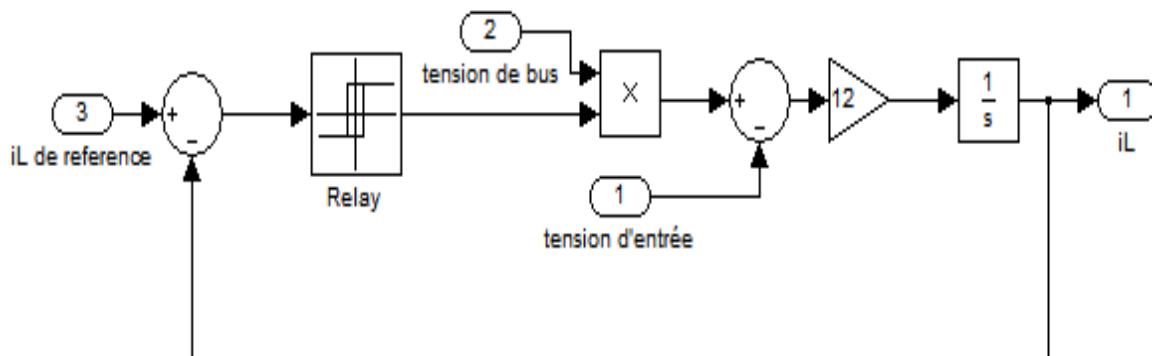 2
tension de bus
3
+
-
iL de reference
Relay
X
+
-
12
1
s
1
iL
1
tension d'entrée